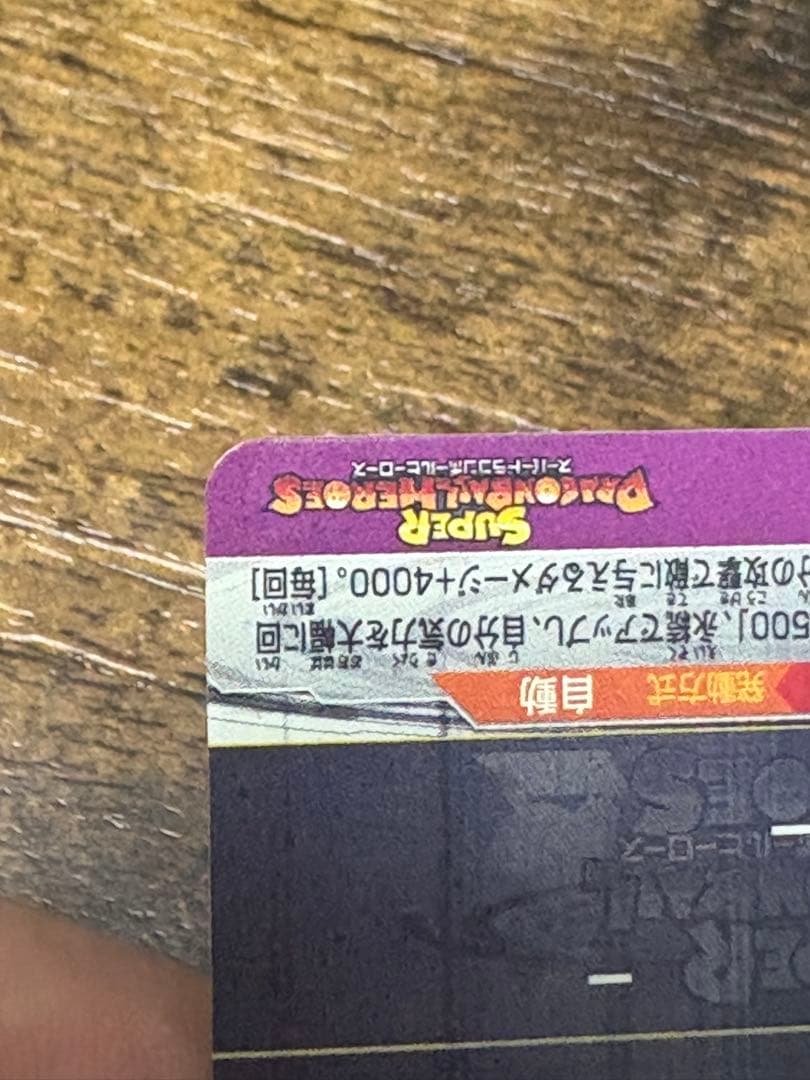 発動方式 自動
500」、永続でアップし、自分の気力を大幅に回
の攻撃で敵に与えるダメージ+4000。[毎回]
SUPER
DRAGONBALL HEROES
スーパードラゴンボールヒーローズ